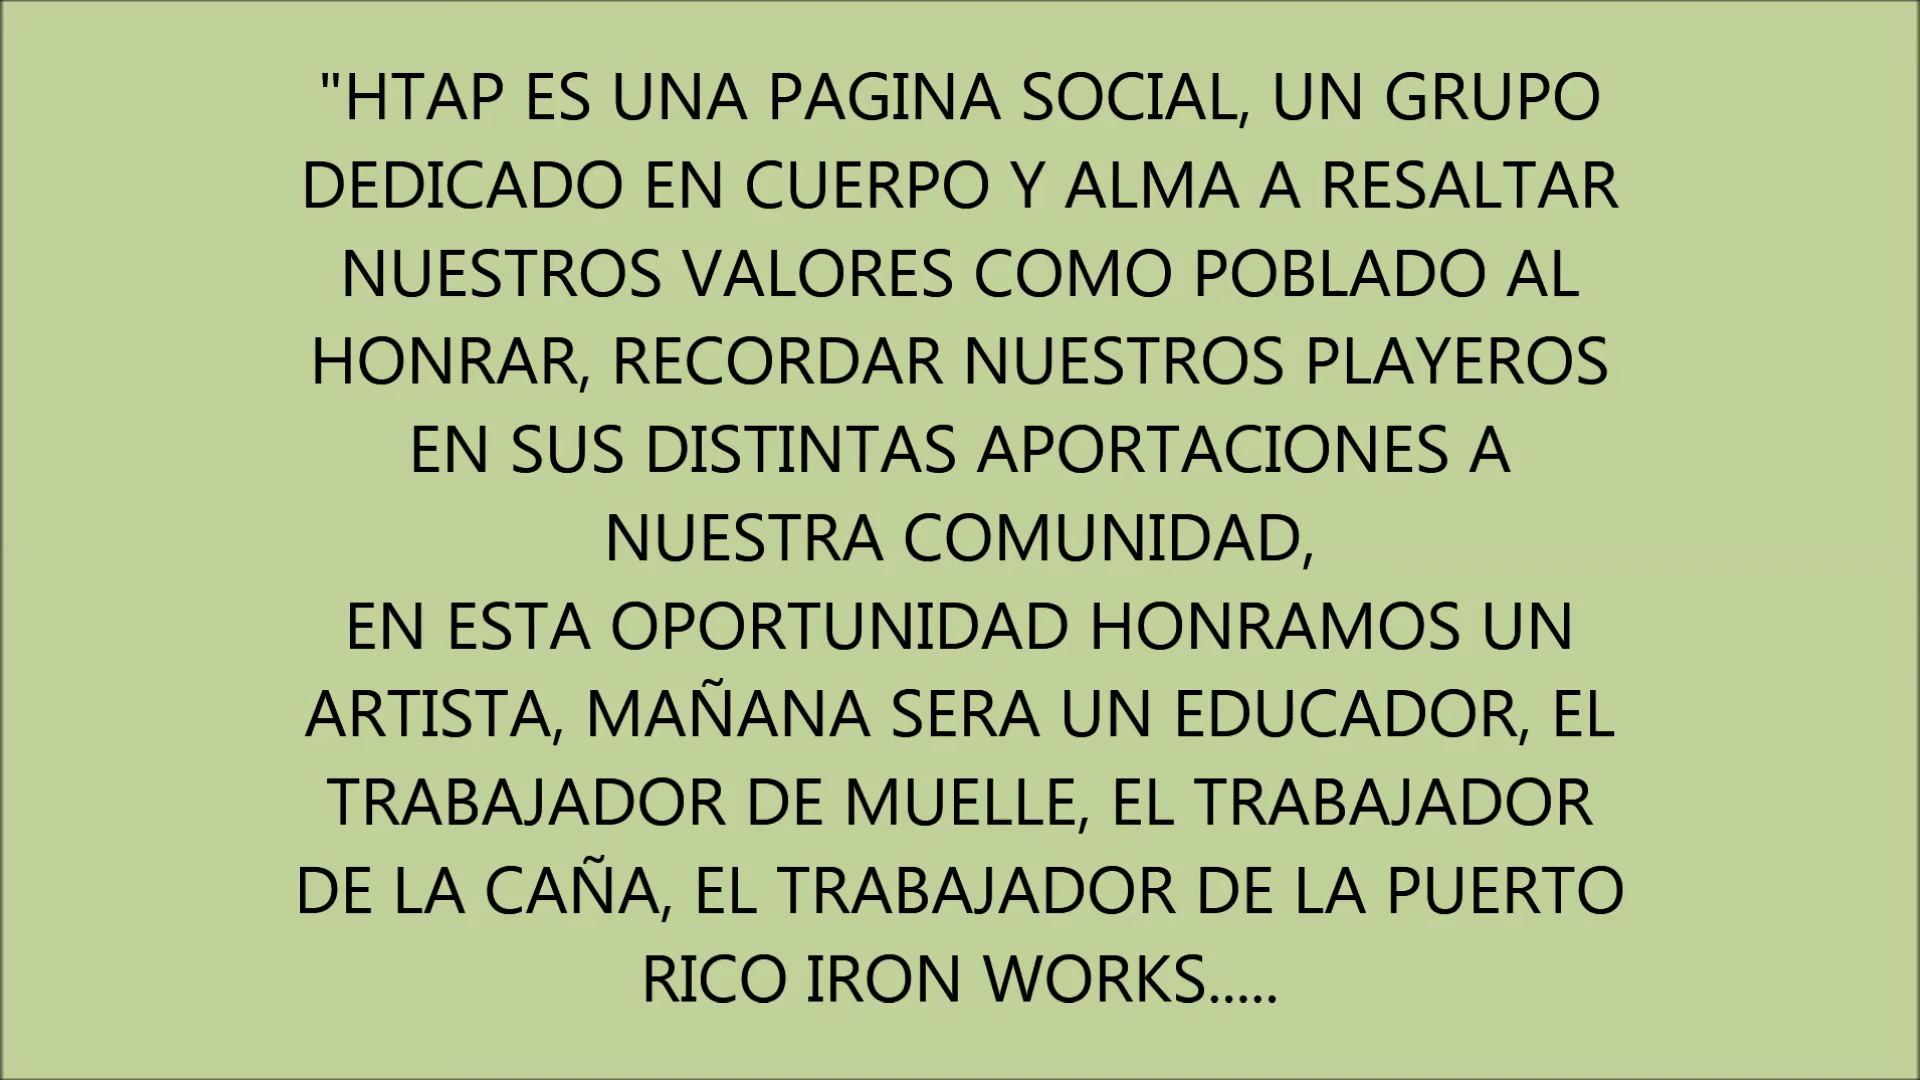 "HTAP ES UNA PAGINA SOCIAL, UN GRUPO
DEDICADO EN CUERPO Y ALMA A RESALTAR
NUESTROS VALORES COMO POBLADO AL
HONRAR, RECORDAR NUESTROS PLAYEROS
EN SUS DISTINTAS APORTACIONES A
NUESTRA COMUNIDAD,
EN ESTA OPORTUNIDAD HONRAMOS UN
ARTISTA, MAÑANA SERA UN EDUCADOR, EL
TRABAJADOR DE MUELLE, EL TRABAJADOR
DE LA CAÑA, EL TRABAJADOR DE LA PUERTO
RICO IRON WORKS.....